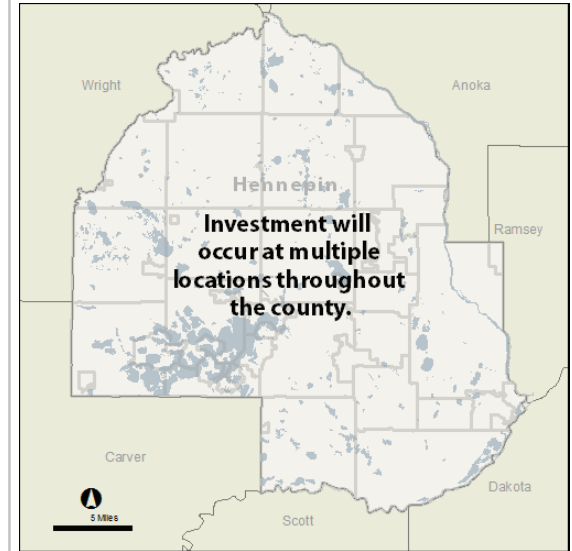 Wright
Anoka
Hennepin
Ramsey
Investment will
occur at multiple
locations throughout
the county.
Carver
Dakota
5 Miles
Scott